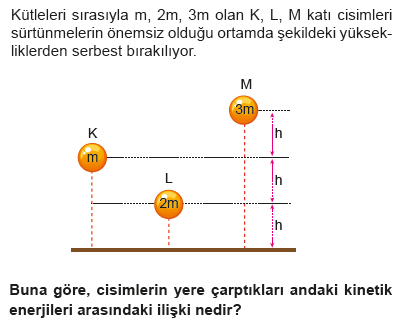 Kütleleri sırasıyla m, 2m, 3m olan K, L, M katı cisimleri
sürtünmelerin önemsiz olduğu ortamda şekildeki yüksek-
liklerden serbest bırakılıyor.
M
3m
K
h
m
L
h
2m
h
Buna göre, cisimlerin yere çarptıkları andaki kinetik
enerjileri arasındaki ilişki nedir?